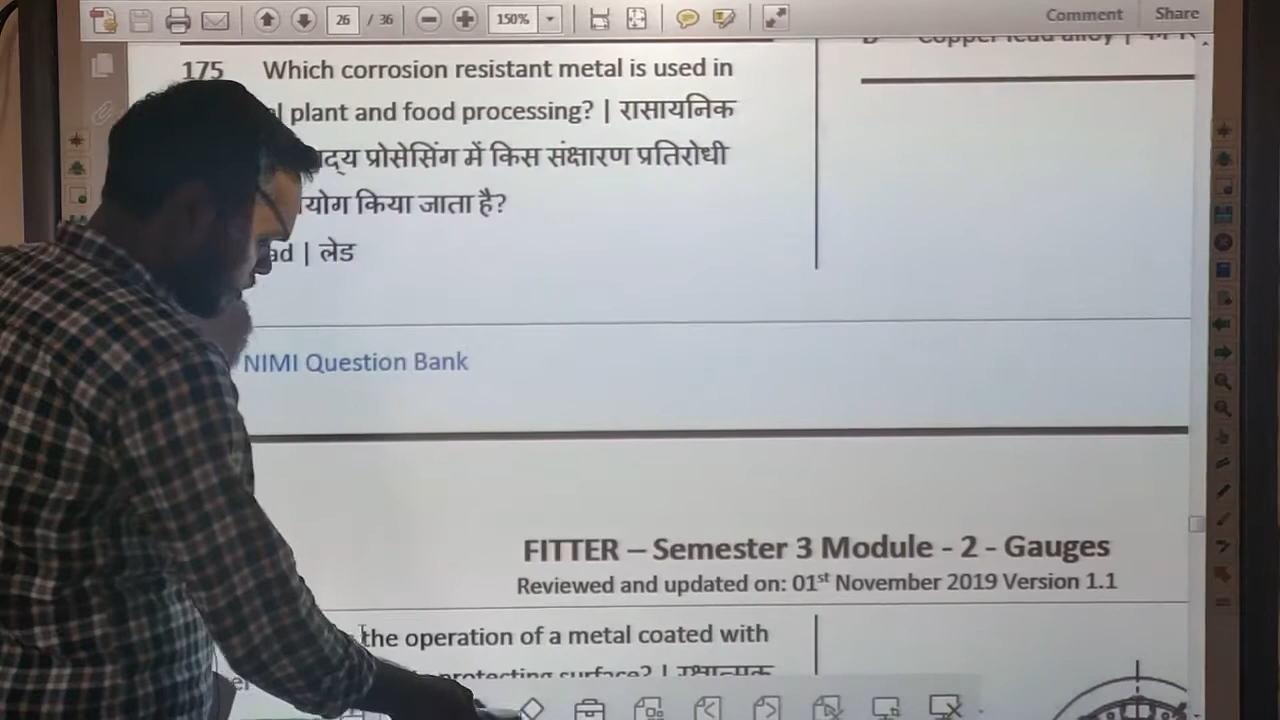 26 / 36
150%
Comment
Share
175 Which corrosion resistant metal is used in
plant and food processing? | रासायनिक
प्रोसेसिंग में किस संक्षारण प्रतिरोधी
किया जाता है?
| लेड
NIMI Question Bank
FITTER – Semester 3 Module - 2 - Gauges
Reviewed and updated on: 01st November 2019 Version 1.1
the operation of a metal coated with